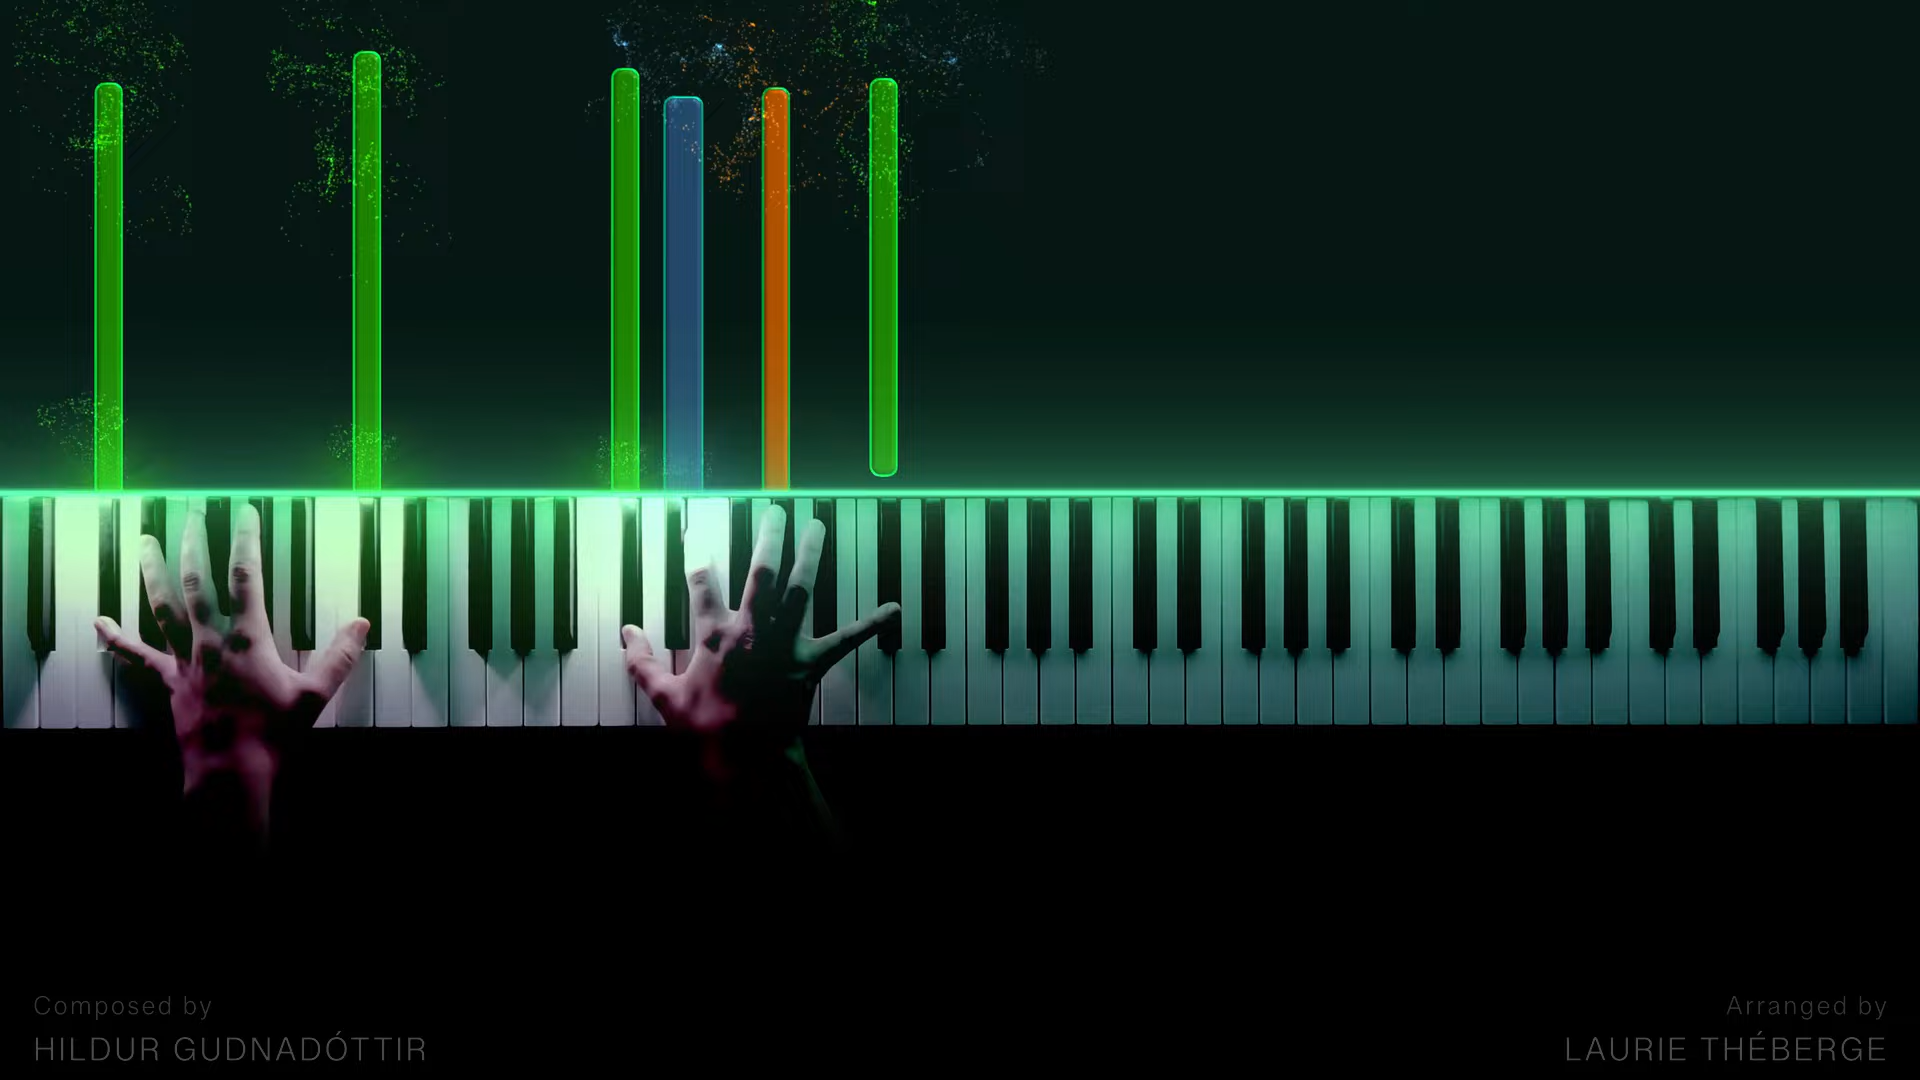 Composed by
HILDUR GUDNADÓTTIR
Arranged by
LAURIE THÉBERGE